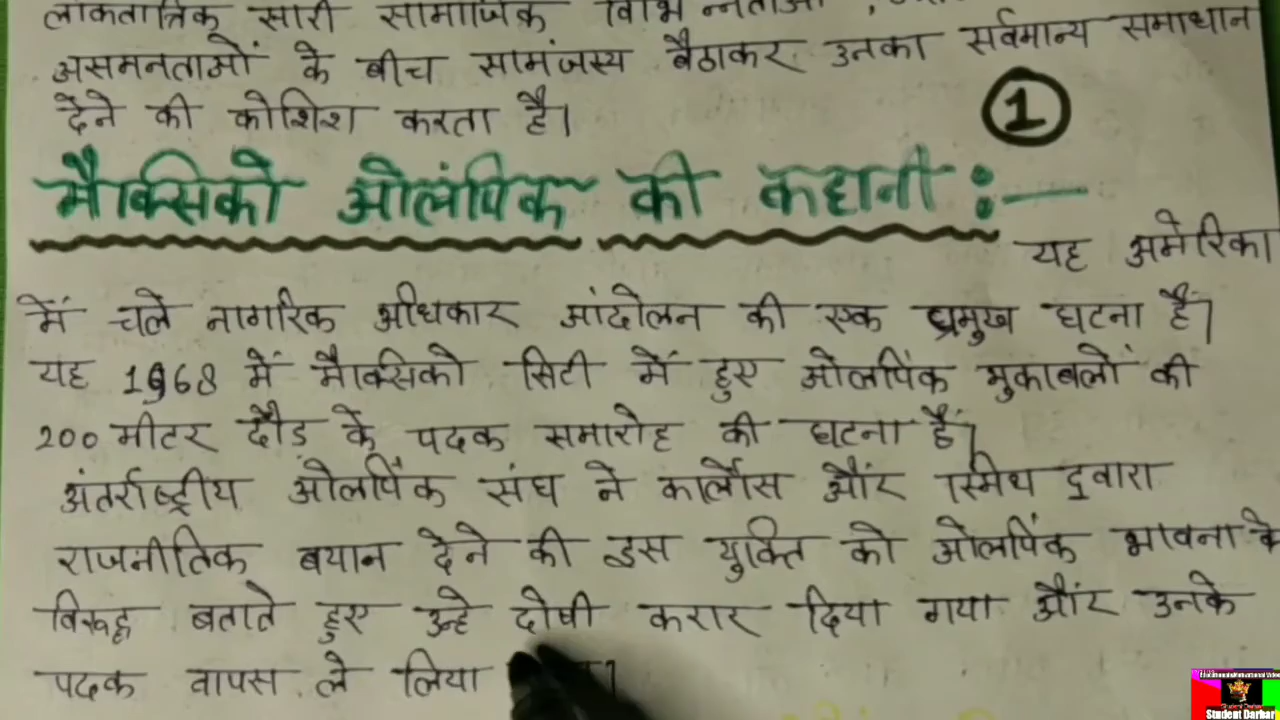 लोकतांत्रिक सारी सामाजिक विभिन्नताओं
असमनताओं के बीच सामंजस्य बैठाकर उनका सर्वमान्य समाधान
देने की कोशिश करता है।
1
मैक्सिको ओलंपिक की कहानी :—
यह अमेरिका
में चले नागरिक अधिकार आंदोलन की एक प्रमुख घटना है।
यह 1968 में मैक्सिको सिटी में हुए ओलंपिक मुकाबलों की
200 मीटर दौड़ के पदक समारोह की घटना है।
अंतर्राष्ट्रीय ओलंपिक संघ ने कार्लोस और स्मिथ दुवारा
राजनीतिक बयान देने की इस युक्ति को ओलंपिक भावना के
विरुद्ध बताते हुए उन्हे दोषी करार दिया गया और उनके
पदक वापस ले लिया
Student Darbar